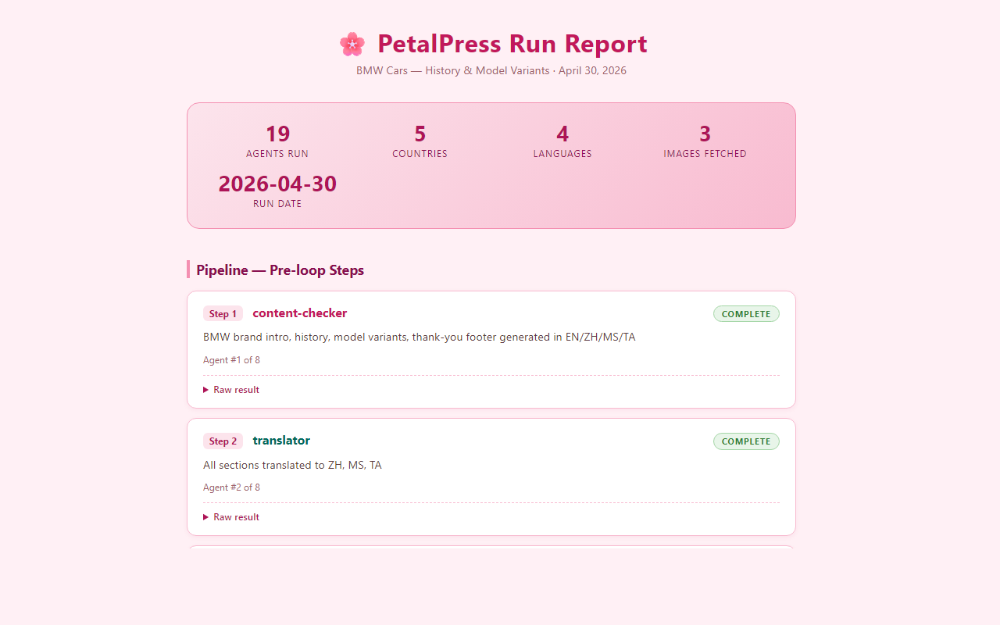 🌸 PetalPress Run Report
BMW Cars — History & Model Variants · April 30, 2026
19
AGENTS RUN
5
COUNTRIES
4
LANGUAGES
3
IMAGES FETCHED
2026-04-30
RUN DATE
Pipeline — Pre-loop Steps
Step 1 content-checker COMPLETE
BMW brand intro, history, model variants, thank-you footer generated in EN/ZH/MS/TA
Agent #1 of 8
▶ Raw result
Step 2 translator COMPLETE
All sections translated to ZH, MS, TA
Agent #2 of 8
▶ Raw result